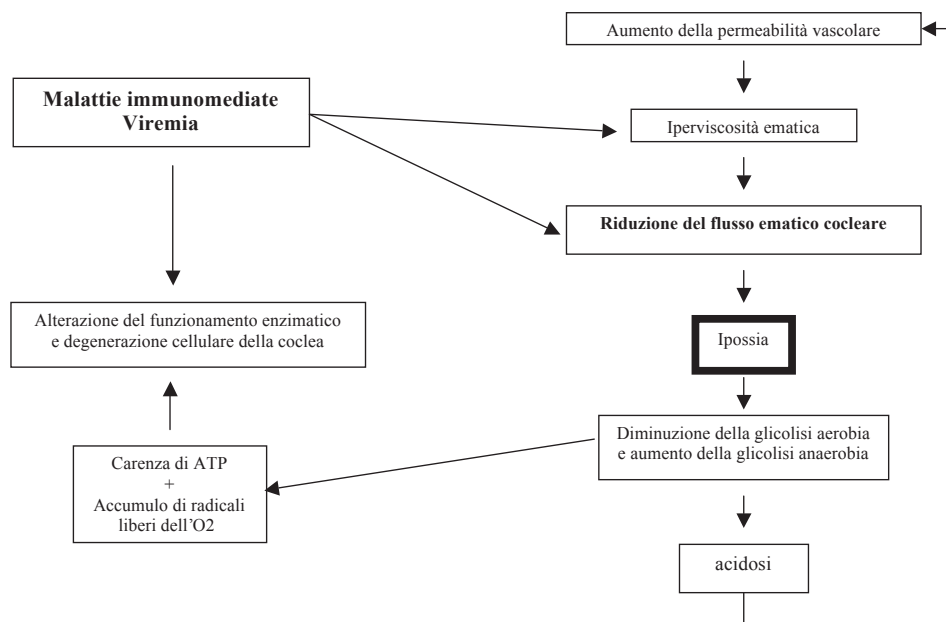 Aumento della permeabilità vascolare
Malattie immunomediate
Viremia
Iperviscosità ematica
Riduzione del flusso ematico cocleare
Alterazione del funzionamento enzimatico
e degenerazione cellulare della coclea
Ipossia
Diminuzione della glicolisi aerobia
e aumento della glicolisi anaerobia
Carenza di ATP
+
Accumulo di radicali
liberi dell'O2
acidosi